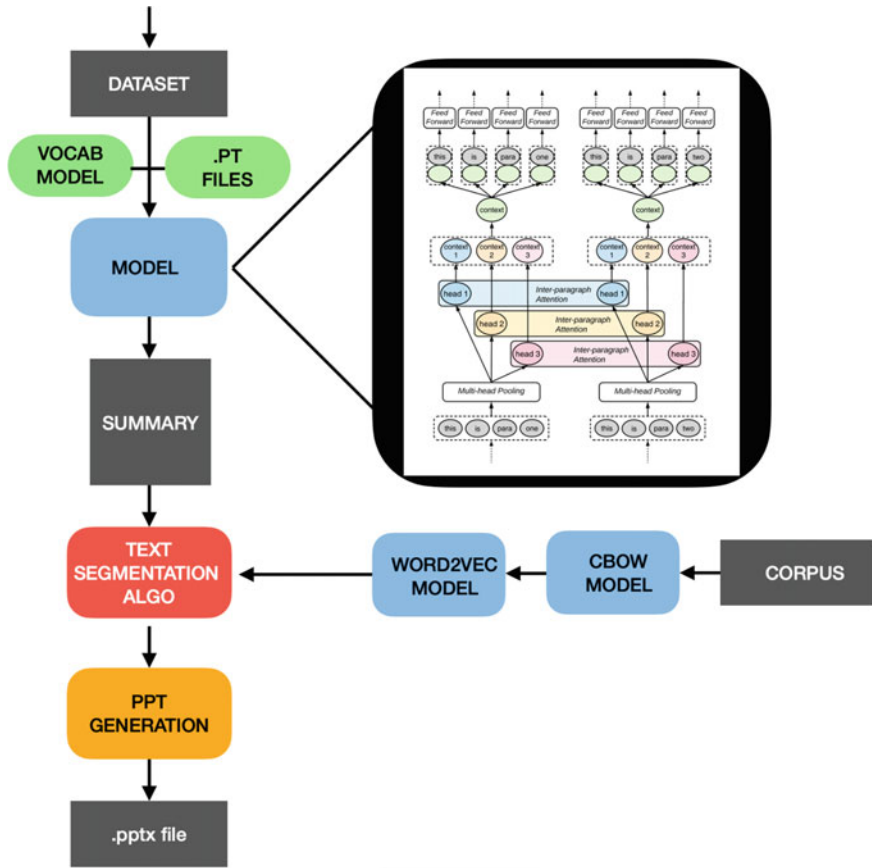 DATASET
VOCAB
MODEL
.PT
FILES
MODEL
SUMMARY
TEXT
SEGMENTATION
ALGO
PPT
GENERATION
.pptx file
WORD2VEC
MODEL
CBOW
MODEL
CORPUS
Feed Forward
Feed Forward
Feed Forward
Feed Forward
Feed Forward
Feed Forward
Feed Forward
Feed Forward
this is para one
this is para two
context
context
context 1
context 2
context 3
context 1
context 2
context 3
head 1
Inter-paragraph
Attention
head 1
head 2
Inter-paragraph
Attention
head 2
head 3
Inter-paragraph
Attention
head 3
Multi-head Pooling
Multi-head Pooling
this is para one
this is para two